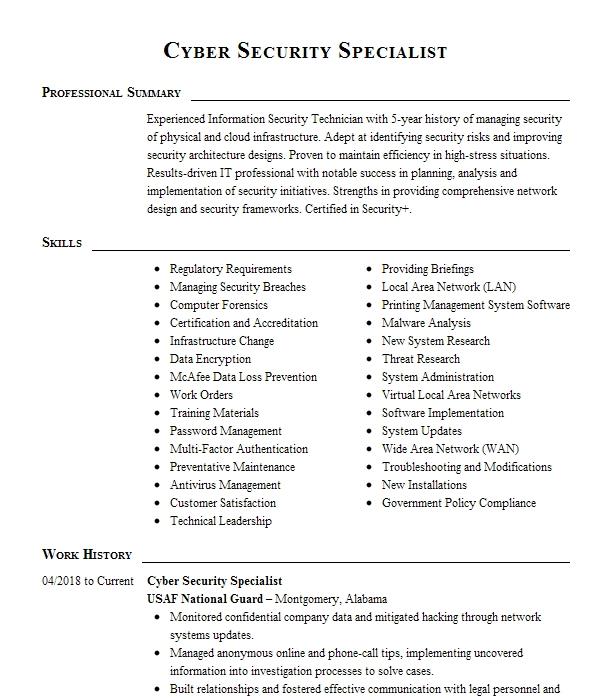 Cyber Security Specialist
Professional Summary
Experienced Information Security Technician with 5-year history of managing security
of physical and cloud infrastructure. Adept at identifying security risks and improving
security architecture designs. Proven to maintain efficiency in high-stress situations.
Results-driven IT professional with notable success in planning, analysis and
implementation of security initiatives. Strengths in providing comprehensive network
design and security frameworks. Certified in Security+.
Skills
• Regulatory Requirements
• Managing Security Breaches
• Computer Forensics
• Certification and Accreditation
• Infrastructure Change
• Data Encryption
• McAfee Data Loss Prevention
• Work Orders
• Training Materials
• Password Management
• Multi-Factor Authentication
• Preventative Maintenance
• Antivirus Management
• Customer Satisfaction
• Technical Leadership
• Providing Briefings
• Local Area Network (LAN)
• Printing Management System Software
• Malware Analysis
• New System Research
• Threat Research
• System Administration
• Virtual Local Area Networks
• Software Implementation
• System Updates
• Wide Area Network (WAN)
• Troubleshooting and Modifications
• New Installations
• Government Policy Compliance
Work History
04/2018 to Current Cyber Security Specialist
USAF National Guard – Montgomery, Alabama
• Monitored confidential company data and mitigated hacking through network
systems updates.
• Managed anonymous online and phone-call tips, implementing uncovered
information into investigation processes to solve cases.
• Built relationships and fostered effective communication with legal personnel and